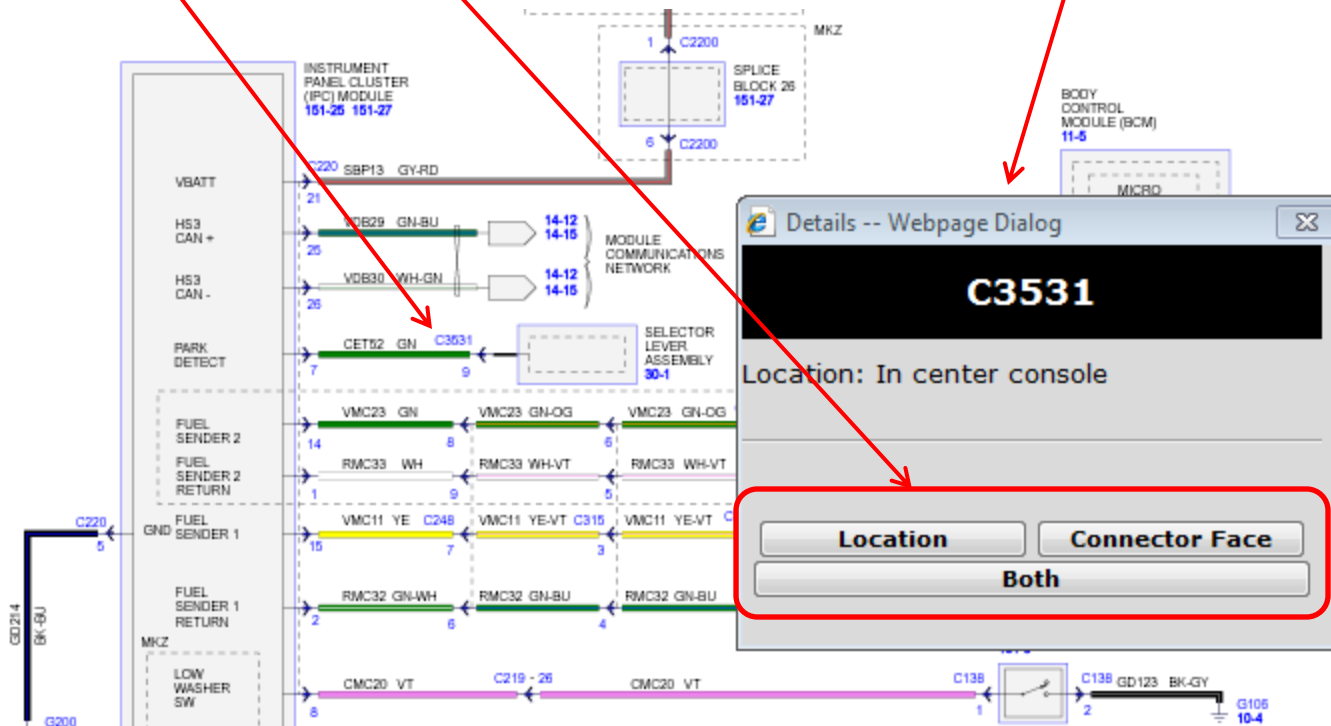 MKZ
1 C2200
SPLICE
BLOCK 26
151-27
6 C2200
INSTRUMENT
PANEL CLUSTER
(IPC) MODULE
151-25 151-27
BODY
CONTROL
MODULE (BCM)
11-5
MICRO
VBATT
C220 SBP13 GY-RD
21
HS3
CAN +
VDB29 GN-BU
25
14-12
14-15
MODULE
COMMUNICATIONS
NETWORK
HS3
CAN -
VDB30 WH-GN
26
14-12
14-15
PARK
DETECT
CET52 GN C3531
7 9
SELECTOR
LEVER
ASSEMBLY
30-1
FUEL
SENDER 2
VMC23 GN VMC23 GN-OG VMC23 GN-OG
14 8 6
FUEL
SENDER 2
RETURN
RMC33 WH RMC33 WH-VT RMC33 WH-VT
1 9 5
C220
5
GND
FUEL
SENDER 1
VMC11 YE C248 VMC11 YE-VT C315 VMC11 YE-VT C
15 7 3
FUEL
SENDER 1
RETURN
RMC32 GN-WH RMC32 GN-BU RMC32 GN-BU
2 6 4
GD214
BK-BU
G200
MKZ
LOW
WASHER
SW
CMC20 VT C219 - 26 CMC20 VT C138
8 1
C138 GD123 BK-GY
2
G106
10-4
Details -- Webpage Dialog
C3531
Location: In center console
Location Connector Face
Both